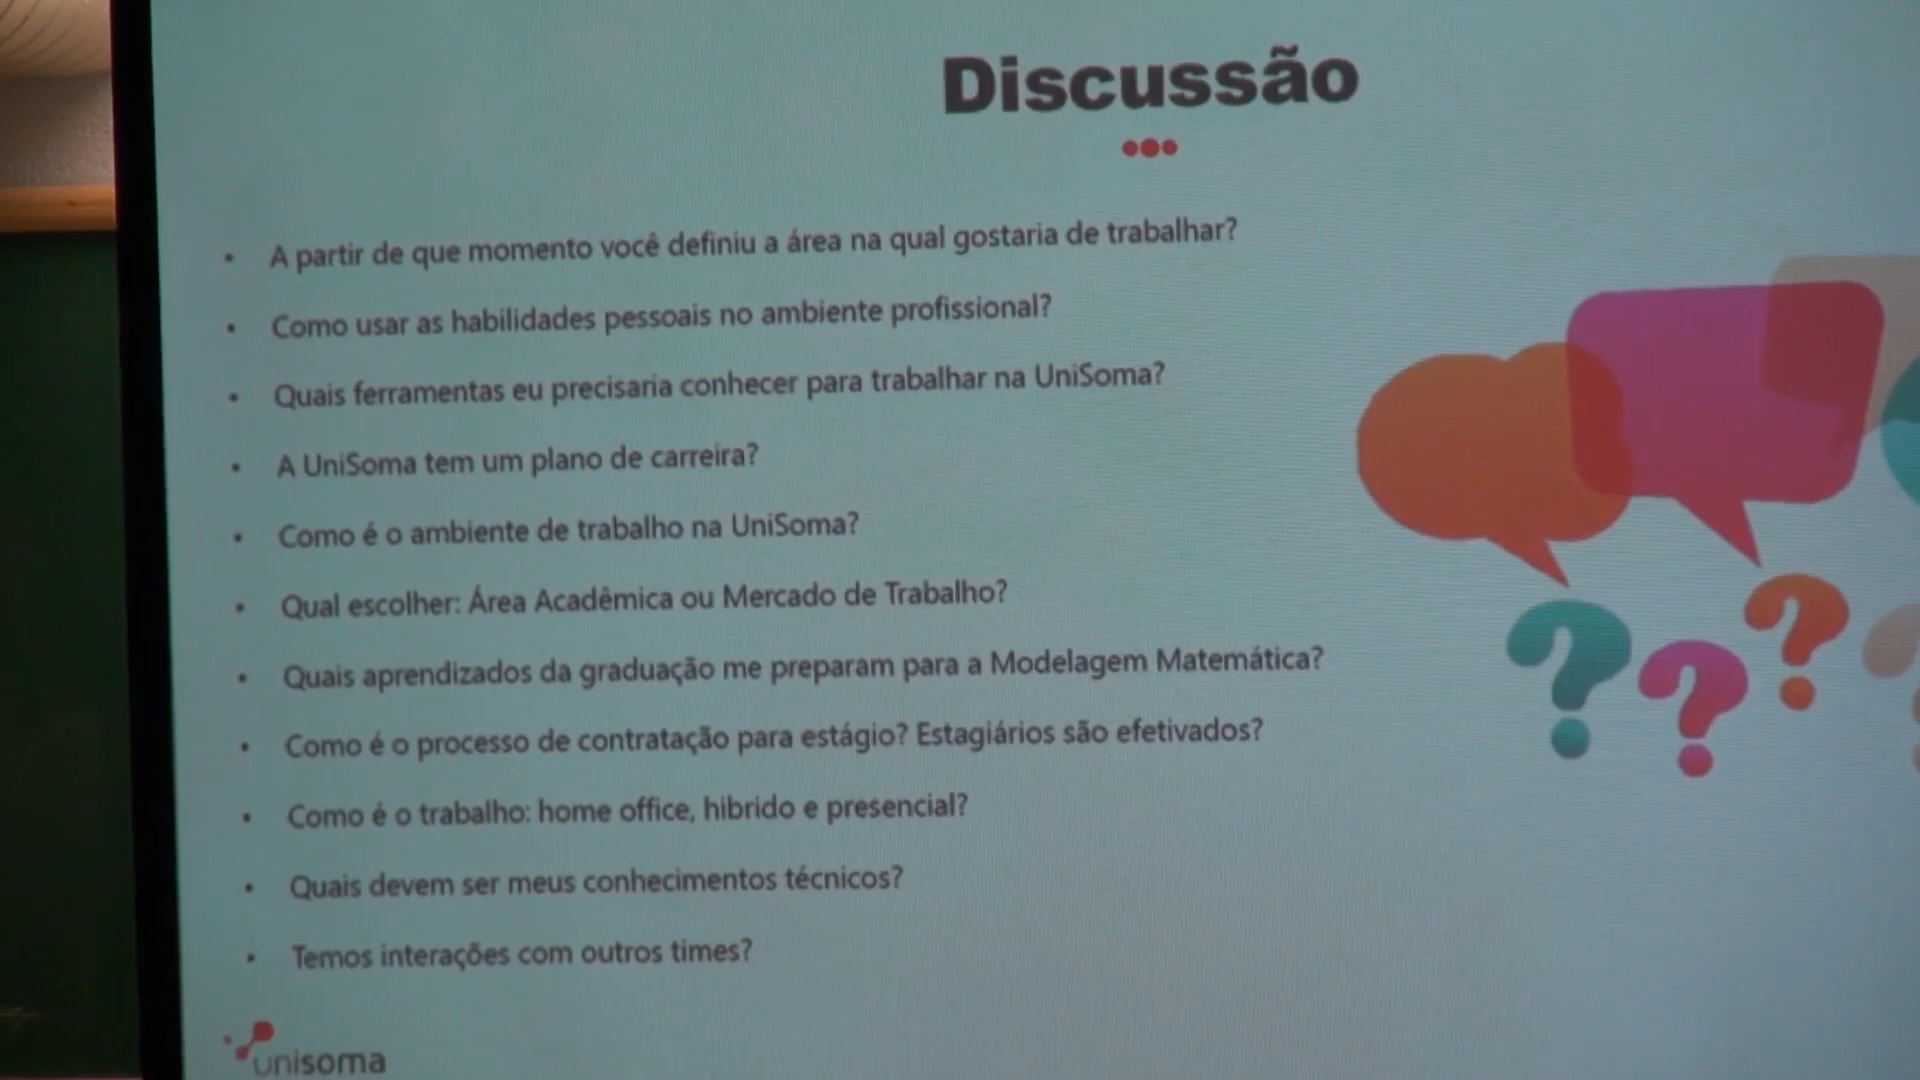 Discussão
• A partir de que momento você definiu a área na qual gostaria de trabalhar?
• Como usar as habilidades pessoais no ambiente profissional?
• Quais ferramentas eu precisaria conhecer para trabalhar na UniSoma?
• A UniSoma tem um plano de carreira?
• Como é o ambiente de trabalho na UniSoma?
• Qual escolher: Área Acadêmica ou Mercado de Trabalho?
• Quais aprendizados da graduação me preparam para a Modelagem Matemática?
• Como é o processo de contratação para estágio? Estagiários são efetivados?
• Como é o trabalho: home office, hibrido e presencial?
• Quais devem ser meus conhecimentos técnicos?
• Temos interações com outros times?
unisoma